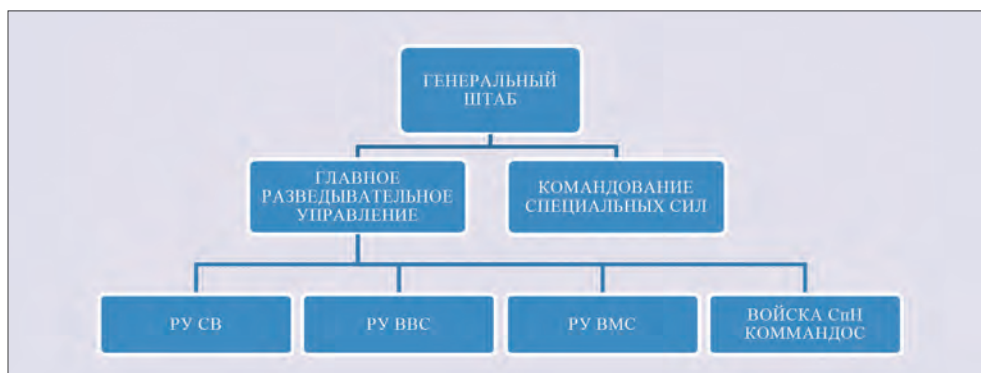 ГЕНЕРАЛЬНЫЙ
ШТАБ
ГЛАВНОЕ
РАЗВЕДЫВАТЕЛЬНОЕ
УПРАВЛЕНИЕ
КОМАНДОВАНИЕ
СПЕЦИАЛЬНЫХ СИЛ
РУ СВ
РУ ВВС
РУ ВМС
ВОЙСКА СпН
КОММАНДОС